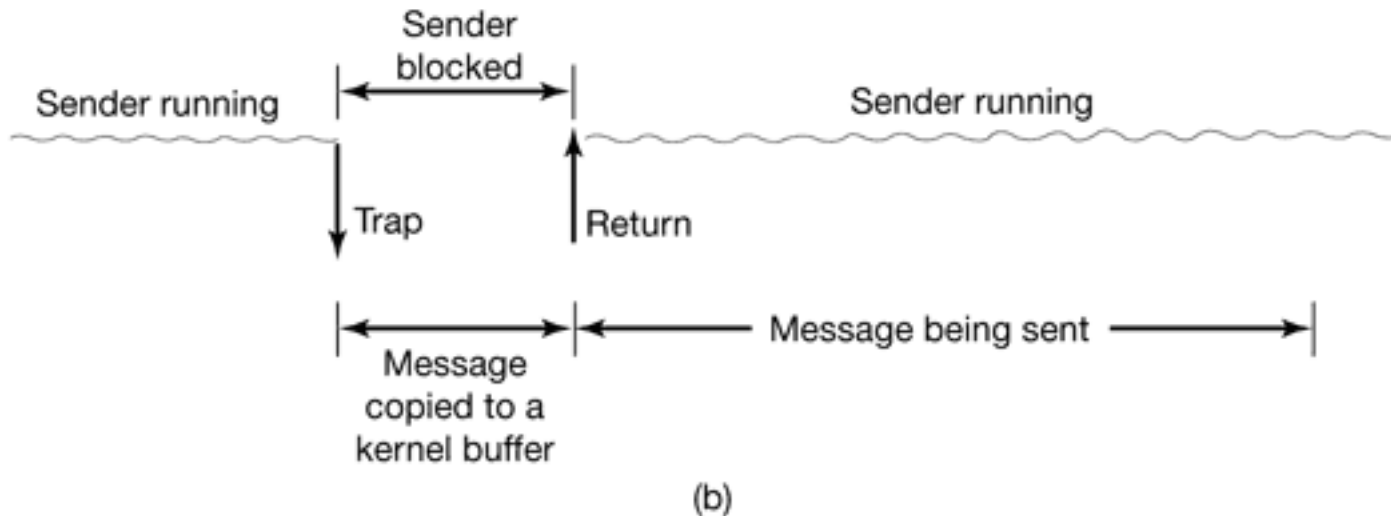 Sender
blocked
Sender running
Sender running
Trap
Return
Message being sent
Message
copied to a
kernel buffer
(b)